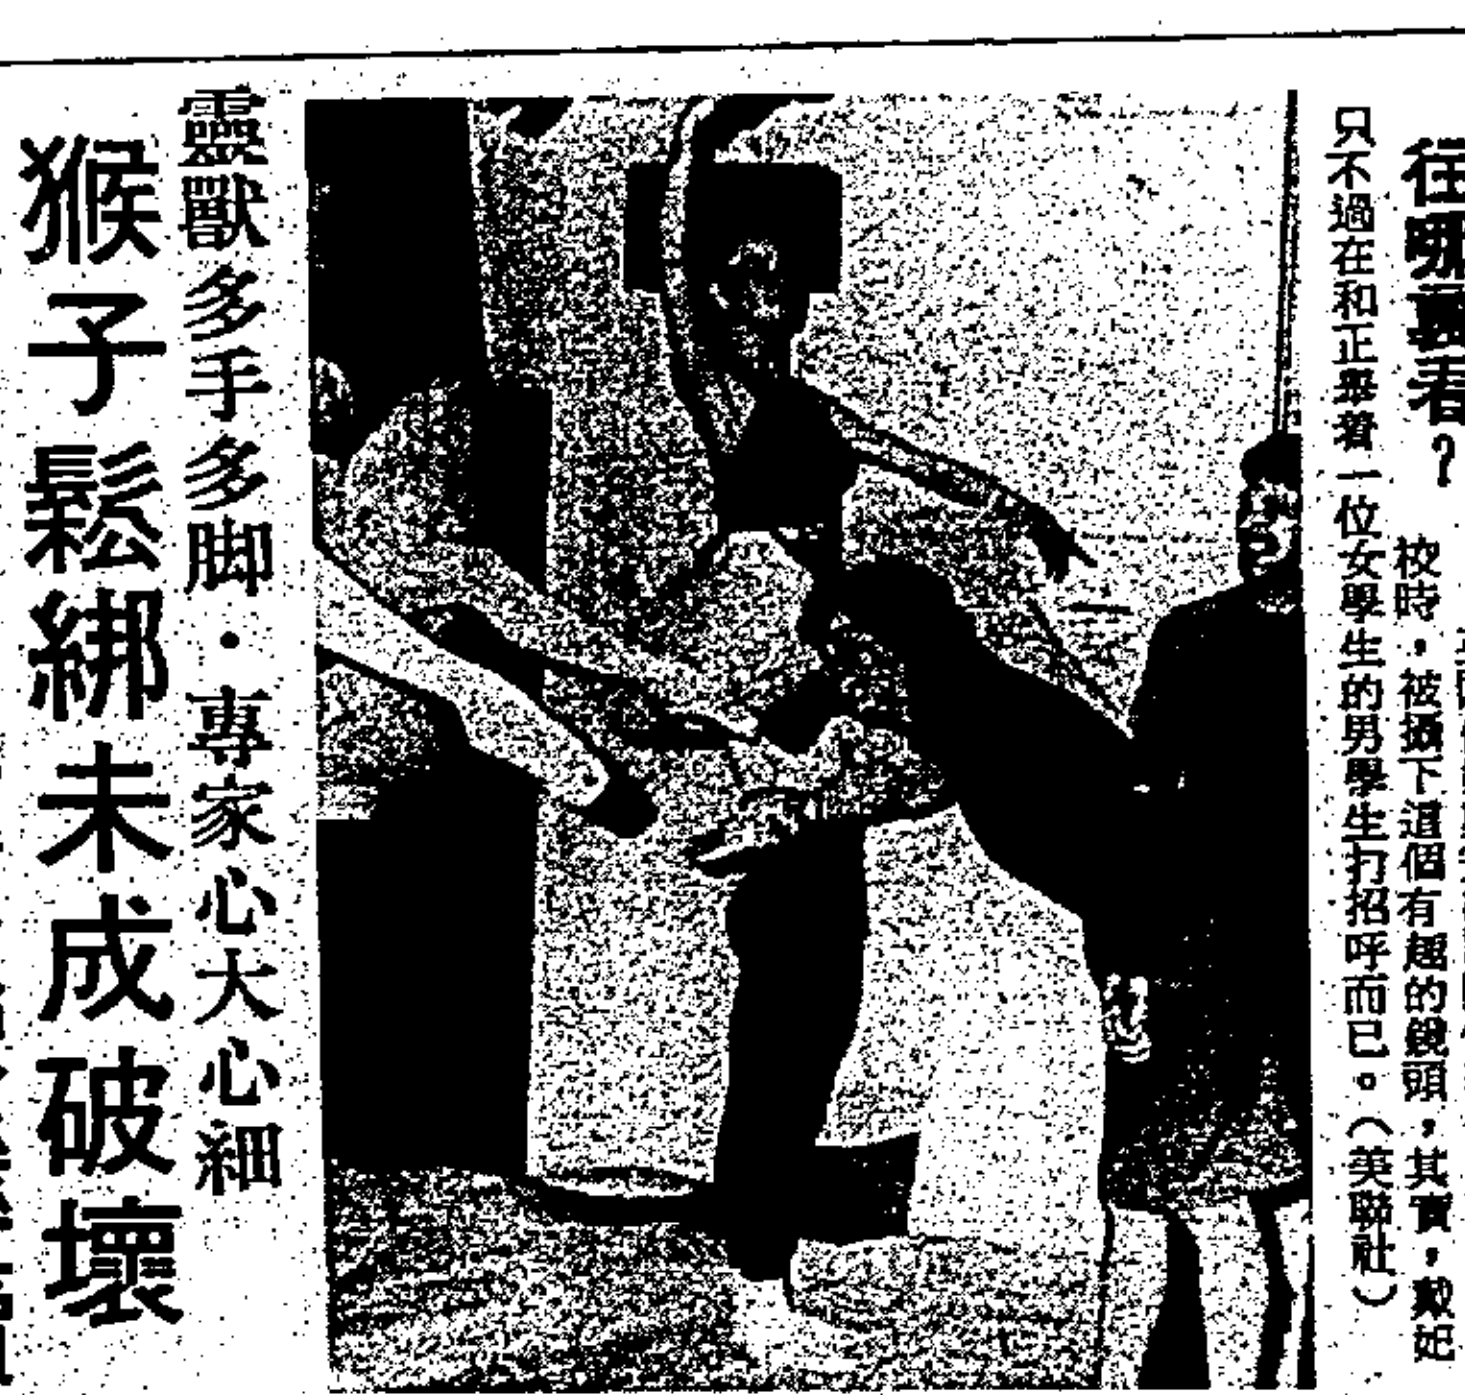 往哪裏看?
校時，被攝下這個有趣的鏡頭，其實，戴妃
只不過在和正舉着一位女學生的男學生打招呼而已。(美聯社)
靈獸多手多脚·專家心大心細
猴子鬆綁未成破壞